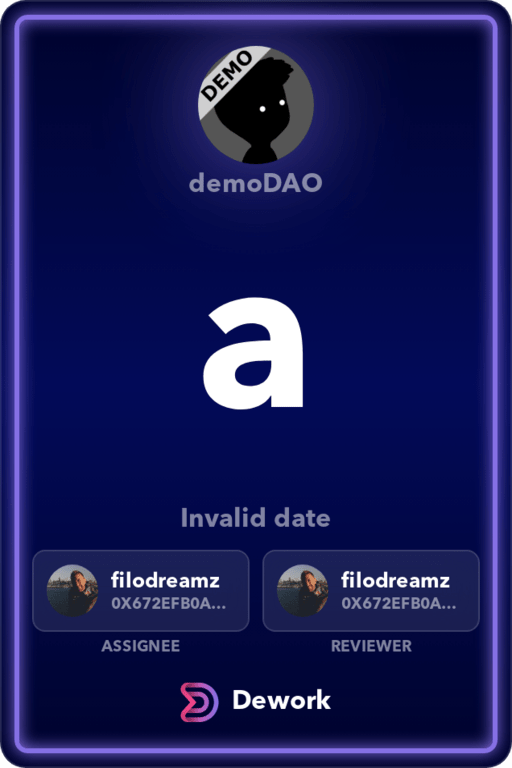 DEMO
demoDAO
a
Invalid date
filodreamz
0X672EFB0A...
ASSIGNEE
filodreamz
0X672EFB0A...
REVIEWER
Dework